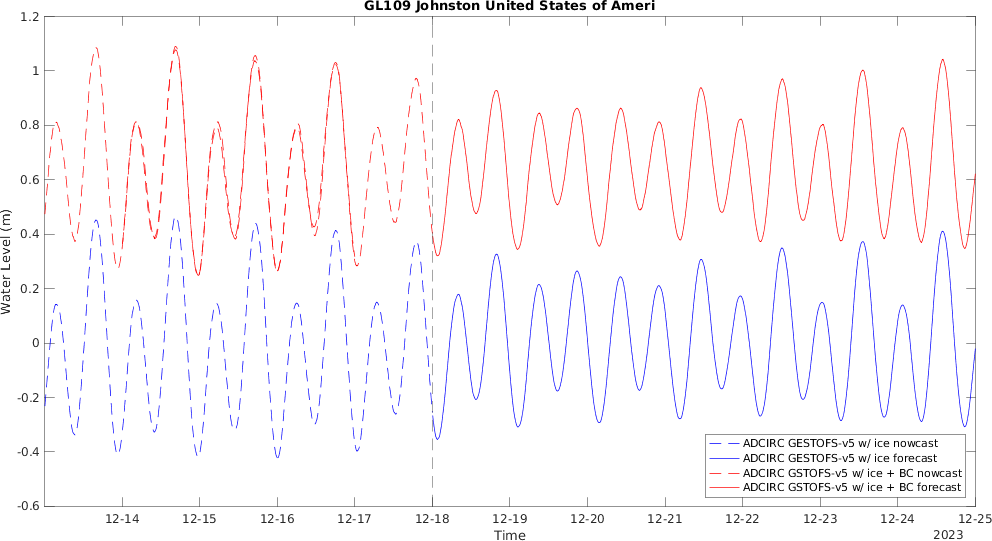 GL109 Johnston United States of Ameri
1.2
1
0.8
0.6
0.4
0.2
0
-0.2
-0.4
-0.6
Water Level (m)
ADCIRC GESTOFS-v5 w/ ice nowcast
ADCIRC GESTOFS-v5 w/ ice forecast
ADCIRC GSTOFS-v5 w/ ice + BC nowcast
ADCIRC GSTOFS-v5 w/ ice + BC forecast
12-14 12-15 12-16 12-17 12-18 12-19 12-20 12-21 12-22 12-23 12-24 12-25
Time
2023